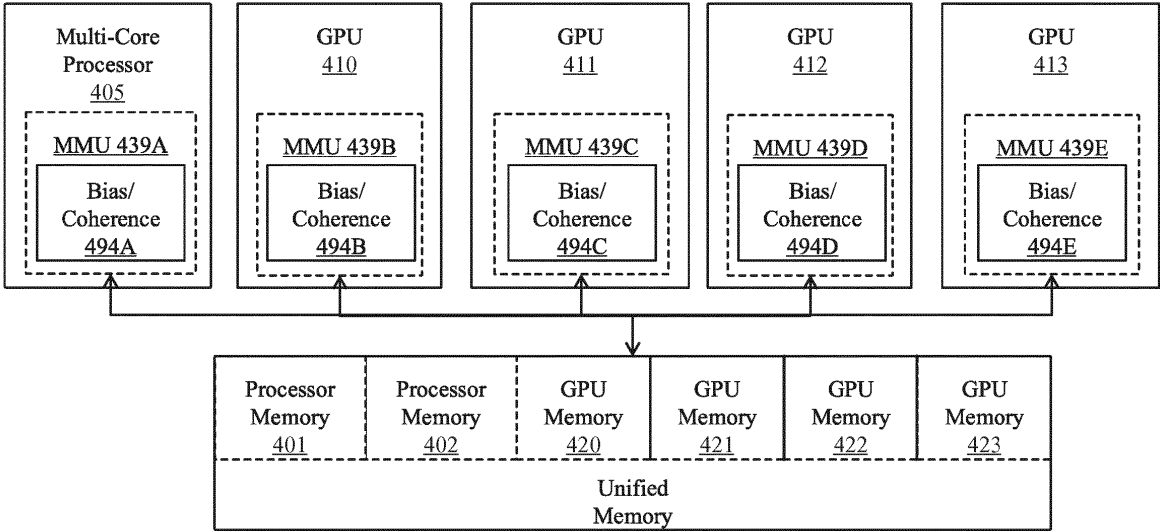 Multi-Core
Processor
405
MMU 439A
Bias/
Coherence
494A
GPU
410
MMU 439B
Bias/
Coherence
494B
GPU
411
MMU 439C
Bias/
Coherence
494C
GPU
412
MMU 439D
Bias/
Coherence
494D
GPU
413
MMU 439E
Bias/
Coherence
494E
Processor
Memory
401
Processor
Memory
402
GPU
Memory
420
GPU
Memory
421
GPU
Memory
422
GPU
Memory
423
Unified
Memory